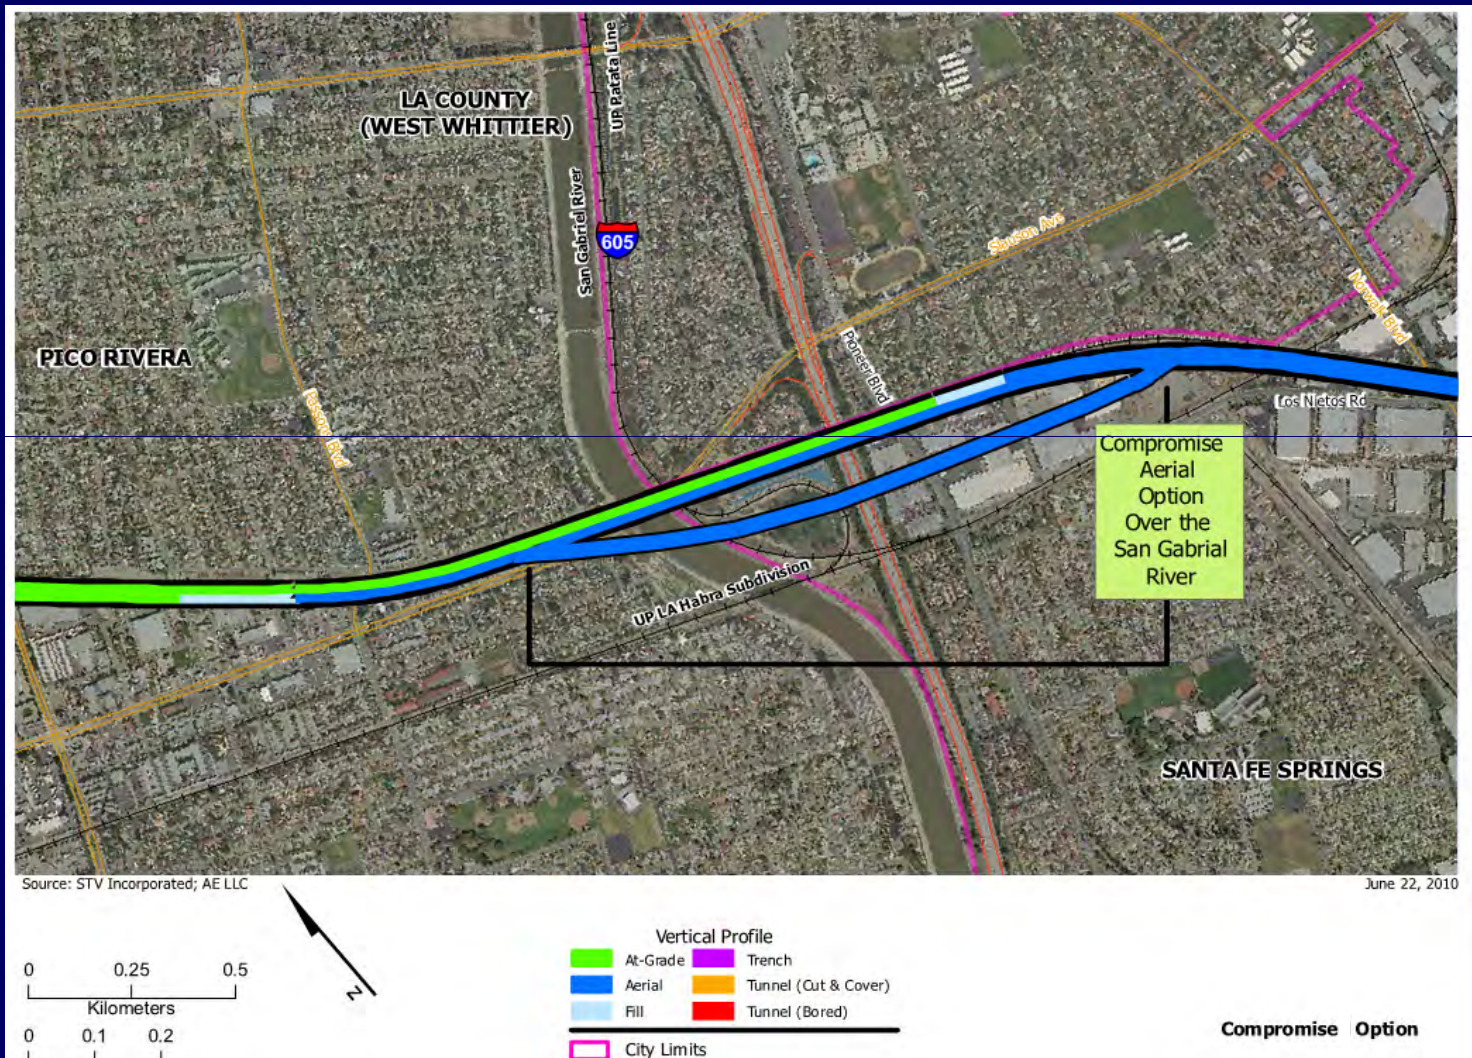 LA COUNTY
(WEST WHITTIER)
UP Patata Line
San Gabriel River
605
Slauson Ave
Norwalk Blvd
Pioneer Blvd
PICO RIVERA
Passons Blvd
Los Nietos Rd
Compromise
Aerial
Option
Over the
San Gabrial
River
UP LA Habra Subdivision
SANTA FE SPRINGS
Source: STV Incorporated; AE LLC
June 22, 2010
N
Vertical Profile
At-Grade
Trench
Aerial
Tunnel (Cut & Cover)
Fill
Tunnel (Bored)
City Limits
0 0.25 0.5
Kilometers
0 0.1 0.2
Compromise Option